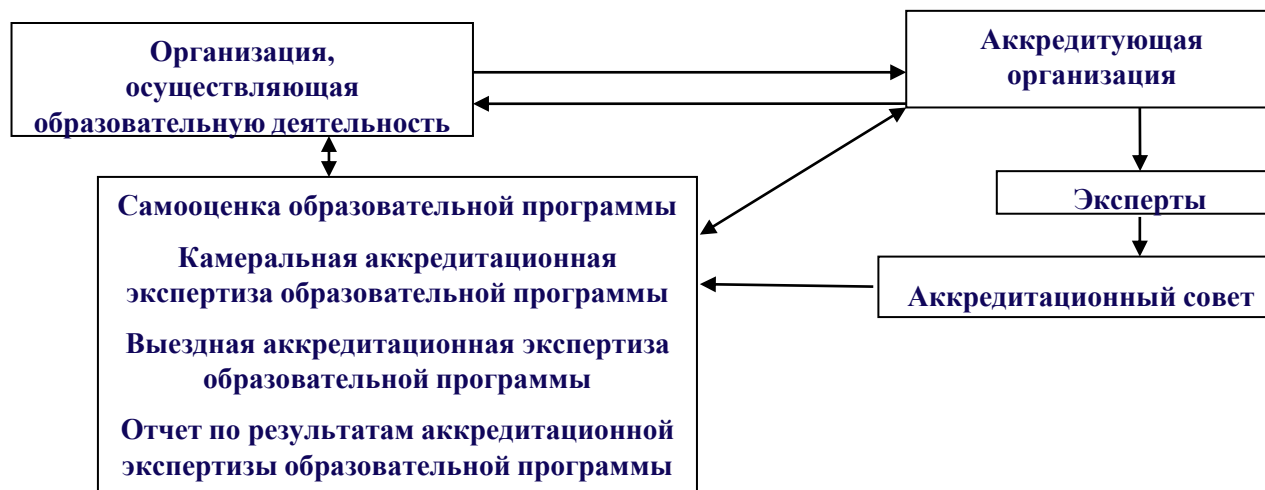 Организация,
осуществляющая
образовательную деятельность
Аккредитующая
организация
Эксперты
Аккредитационный совет
Самооценка образовательной программы
Камеральная аккредитационная
экспертиза образовательной программы
Выездная аккредитационная экспертиза
образовательной программы
Отчет по результатам аккредитационной
экспертизы образовательной программы